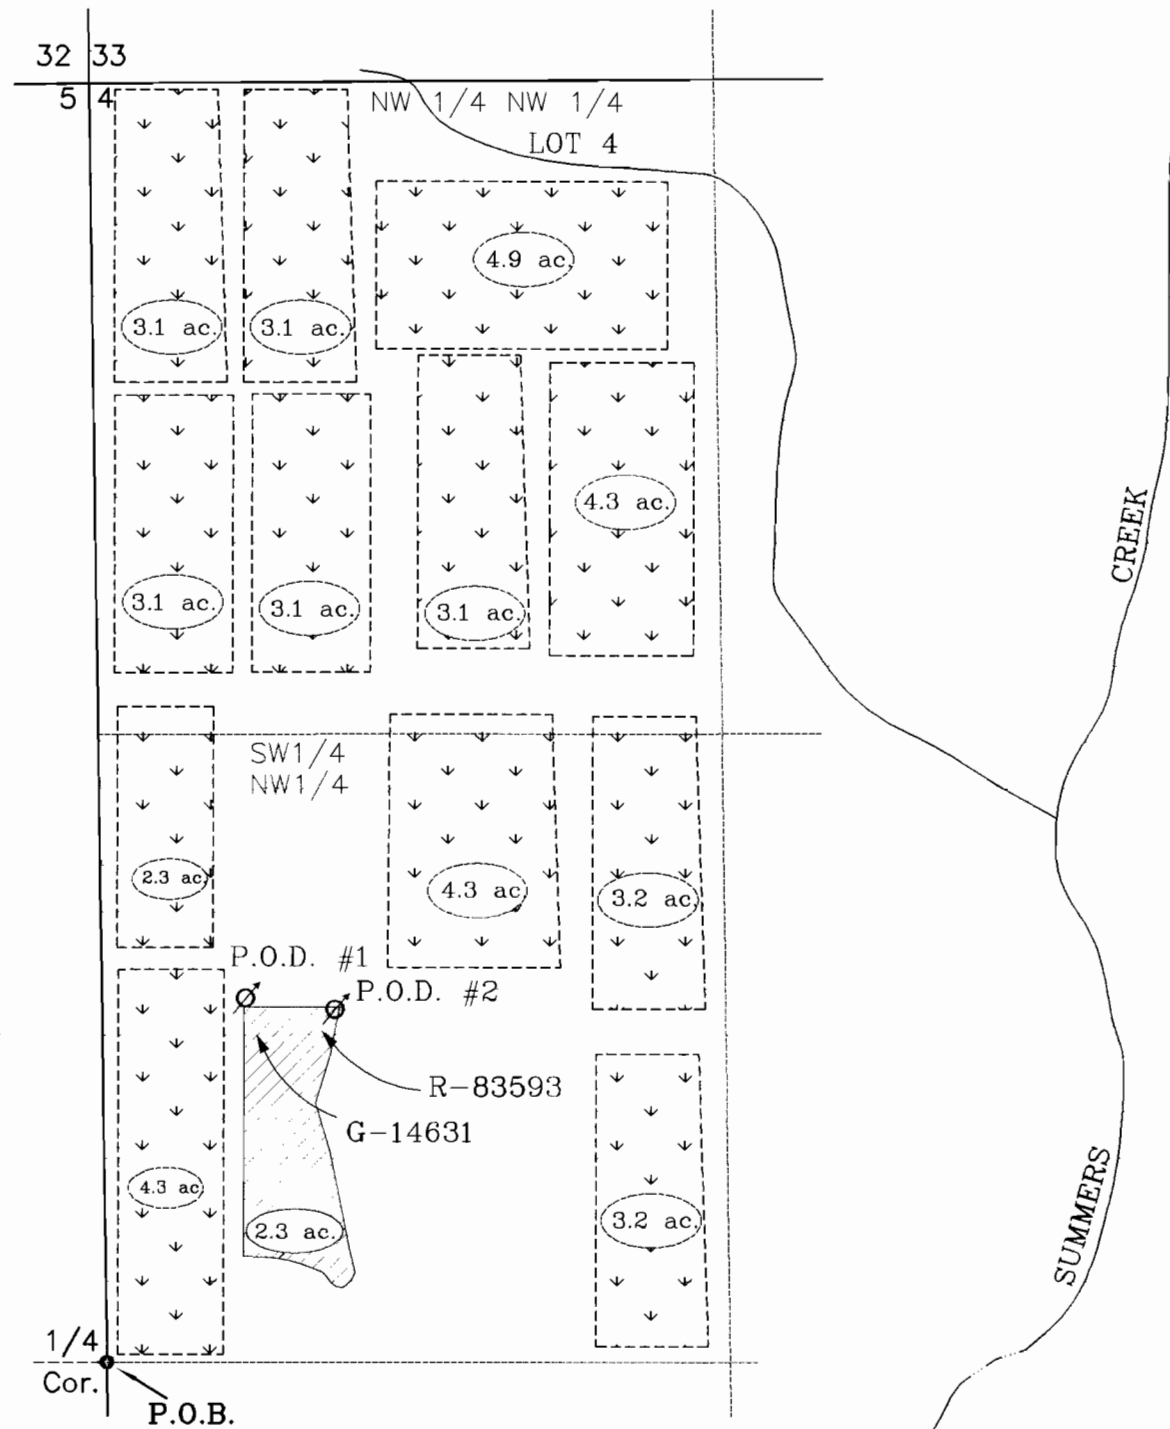 32 33
5 4
NW 1/4 NW 1/4
LOT 4
4.9 ac.
3.1 ac.
3.1 ac.
4.3 ac.
3.1 ac.
3.1 ac.
3.1 ac.
CREEK
SW1/4
NW1/4
2.3 ac.
4.3 ac.
3.2 ac.
P.O.D. #1
P.O.D. #2
R-83593
G-14631
4.3 ac
2.3 ac.
3.2 ac.
SUMMERS
1/4
Cor.
P.O.B.